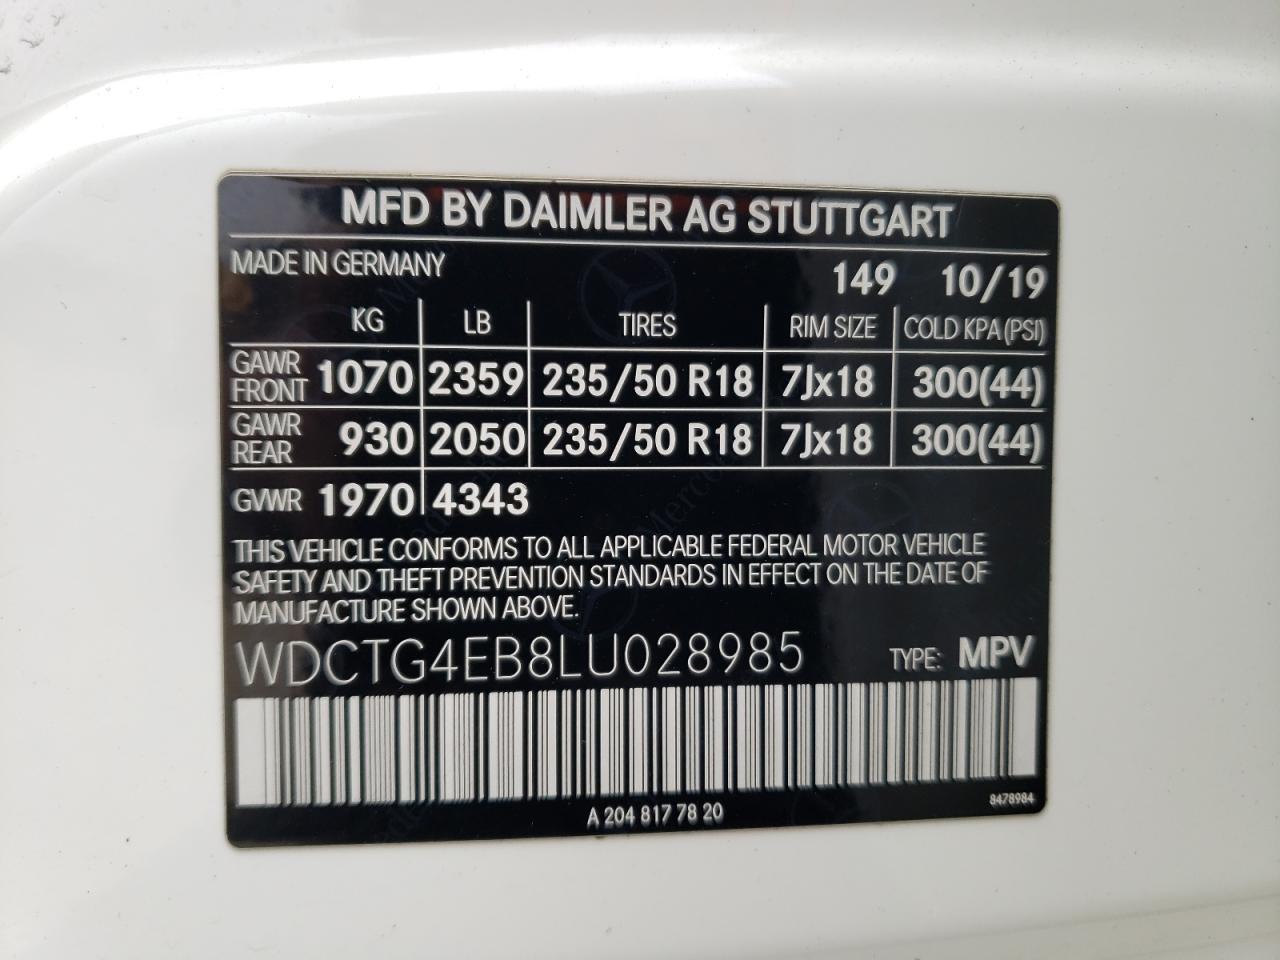 MFD BY DAIMLER AG STUTTGART
MADE IN GERMANY 149 10/19
KG LB TIRES RIM SIZE COLD KPA(PSI)
GAWR FRONT 1070 2359 235/50 R18 7Jx18 300(44)
GAWR REAR 930 2050 235/50 R18 7Jx18 300(44)
GVWR 1970 4343
THIS VEHICLE CONFORMS TO ALL APPLICABLE FEDERAL MOTOR VEHICLE
SAFETY AND THEFT PREVENTION STANDARDS IN EFFECT ON THE DATE OF
MANUFACTURE SHOWN ABOVE.
WDCTG4EB8LU028985 TYPE: MPV
A 204 817 78 20 8478984